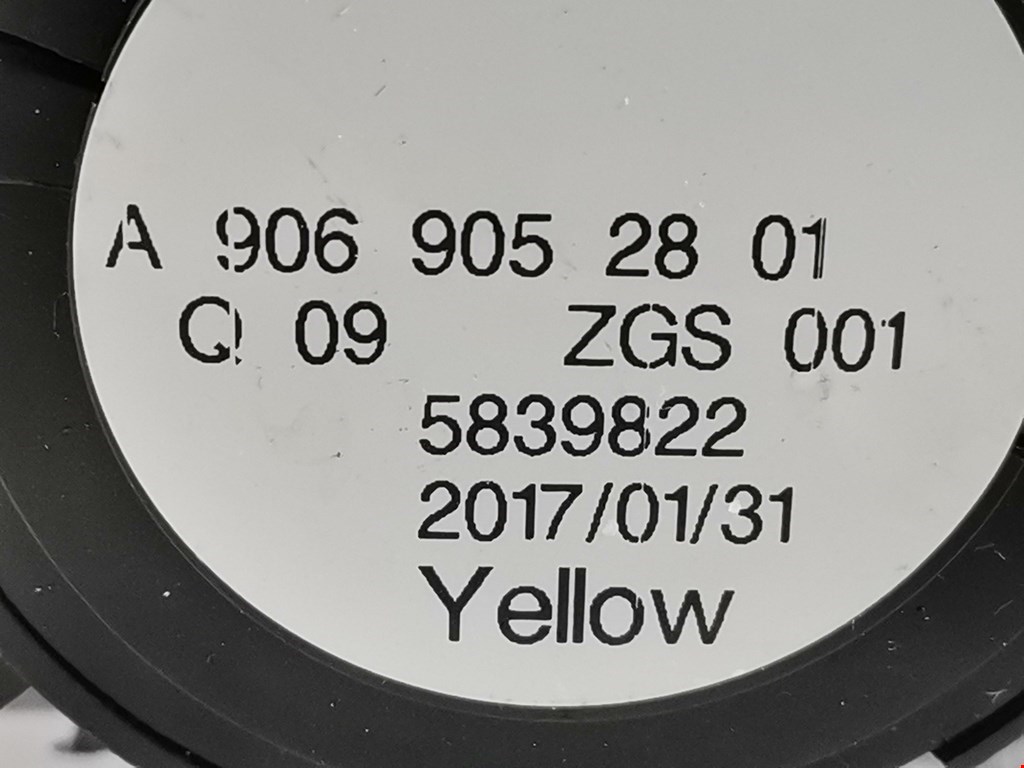 A 906 905 28 01
Q 09 ZGS 001
5839822
2017/01/31
Yellow